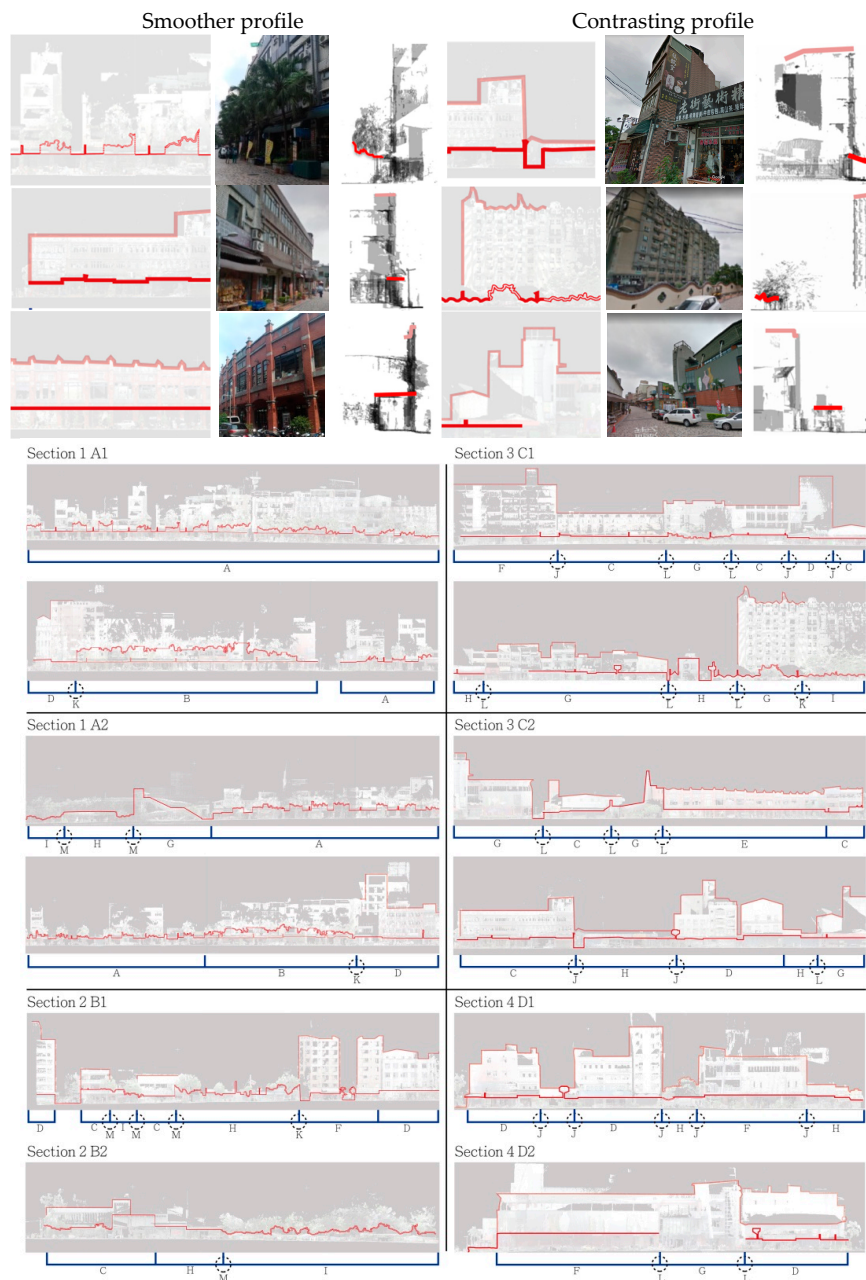 Smoother profile
Contrasting profile
Section 1 A1
A
D
K
B
A
Section 3 C1
F
J
C
L
G
L
C
J
D
J
C
H
L
G
L
H
L
G
K
I
Section 1 A2
I
M
H
M
G
A
A
B
K
D
Section 3 C2
G
L
C
L
G
L
E
C
C
J
H
J
D
H
L
G
Section 2 B1
D
C
M
I
M
C
M
H
K
F
D
Section 2 B2
C
H
M
I
Section 4 D1
D
J
J
D
J
H
J
F
J
H
Section 4 D2
F
G
D